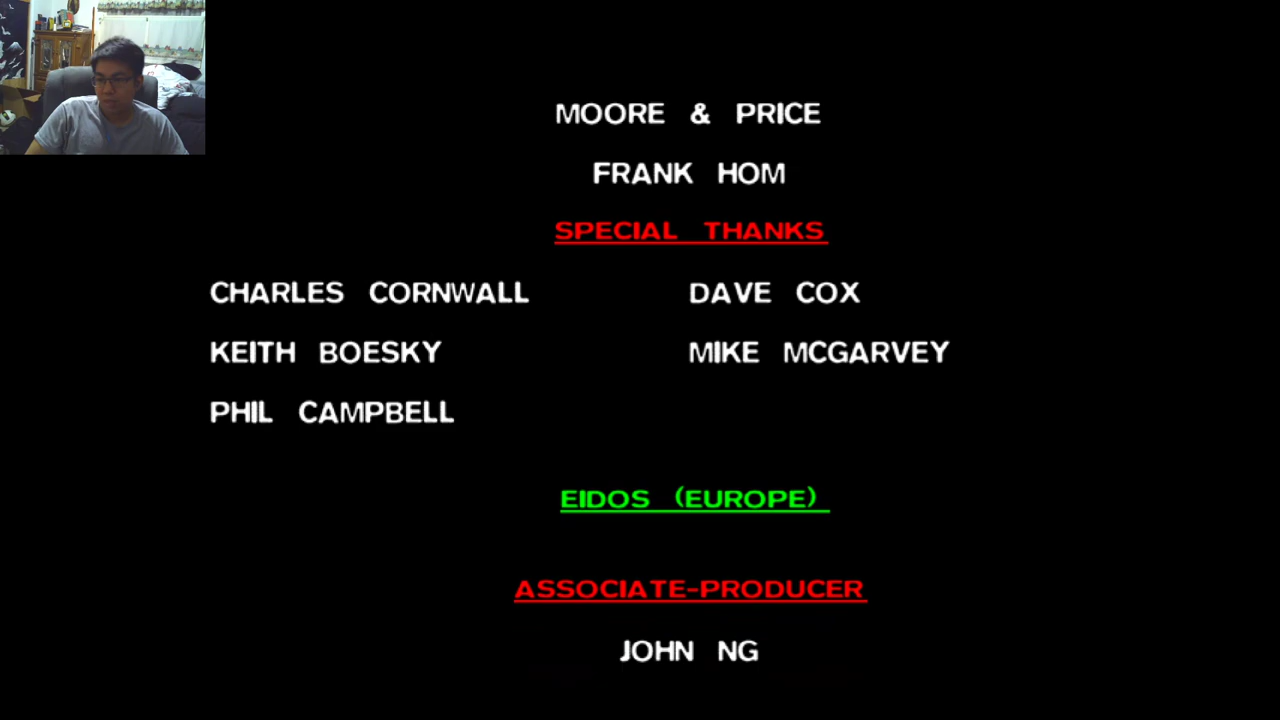 MOORE & PRICE
FRANK HOM
SPECIAL THANKS
CHARLES CORNWALL DAVE COX
KEITH BOESKY MIKE MCGARVEY
PHIL CAMPBELL
EIDOS (EUROPE)
ASSOCIATE-PRODUCER
JOHN NG